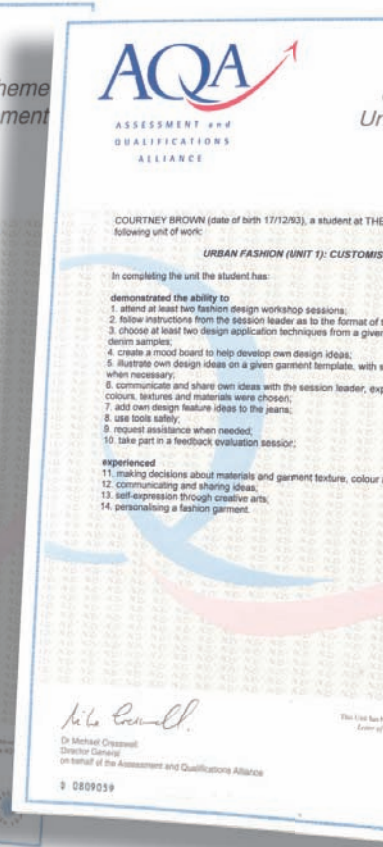 heme
ment
AQA
Un
ASSESSMENT and
QUALIFICATIONS
ALLIANCE
COURTNEY BROWN (date of birth 17/12/93), a student at THE
following unit of work:
URBAN FASHION (UNIT 1): CUSTOMIS
In completing the unit the student has:
demonstrated the ability to
1. attend at least two fashion design workshop sessions;
2. follow instructions from the session leader as to the format of t
3. choose at least two design application techniques from a given
denim samples;
4. create a mood board to help develop own design ideas;
5. illustrate own design ideas on a given garment template, with s
when necessary;
6. communicate and share own ideas with the session leader, exp
colours, textures and materials were chosen;
7. add own design feature ideas to the jeans;
8. use tools safely;
9. request assistance when needed;
10. take part in a feedback evaluation session;
experienced
11. making decisions about materials and garment texture, colour
12. communicating and sharing ideas;
13. self-expression through creative arts;
14. personalising a fashion garment.
This Unit has
Letter of
Dr Michael Cresswell
Director General
on behalf of the Assessment and Qualifications Alliance
0809059